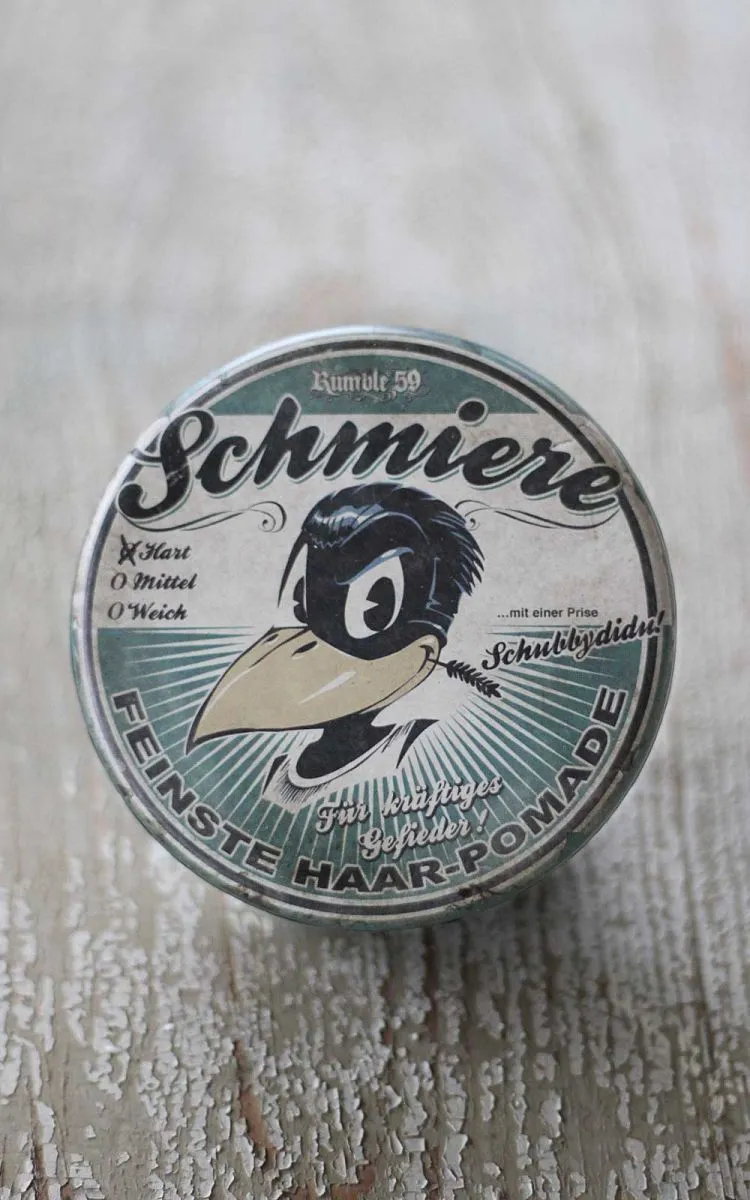 Rumble 59
Schmiere
Hart
Mittel
Weich
...mit einer Prise
Schubbydidu!
Für kräftiges
Gefieder!
FEINSTE HAAR-POMADE